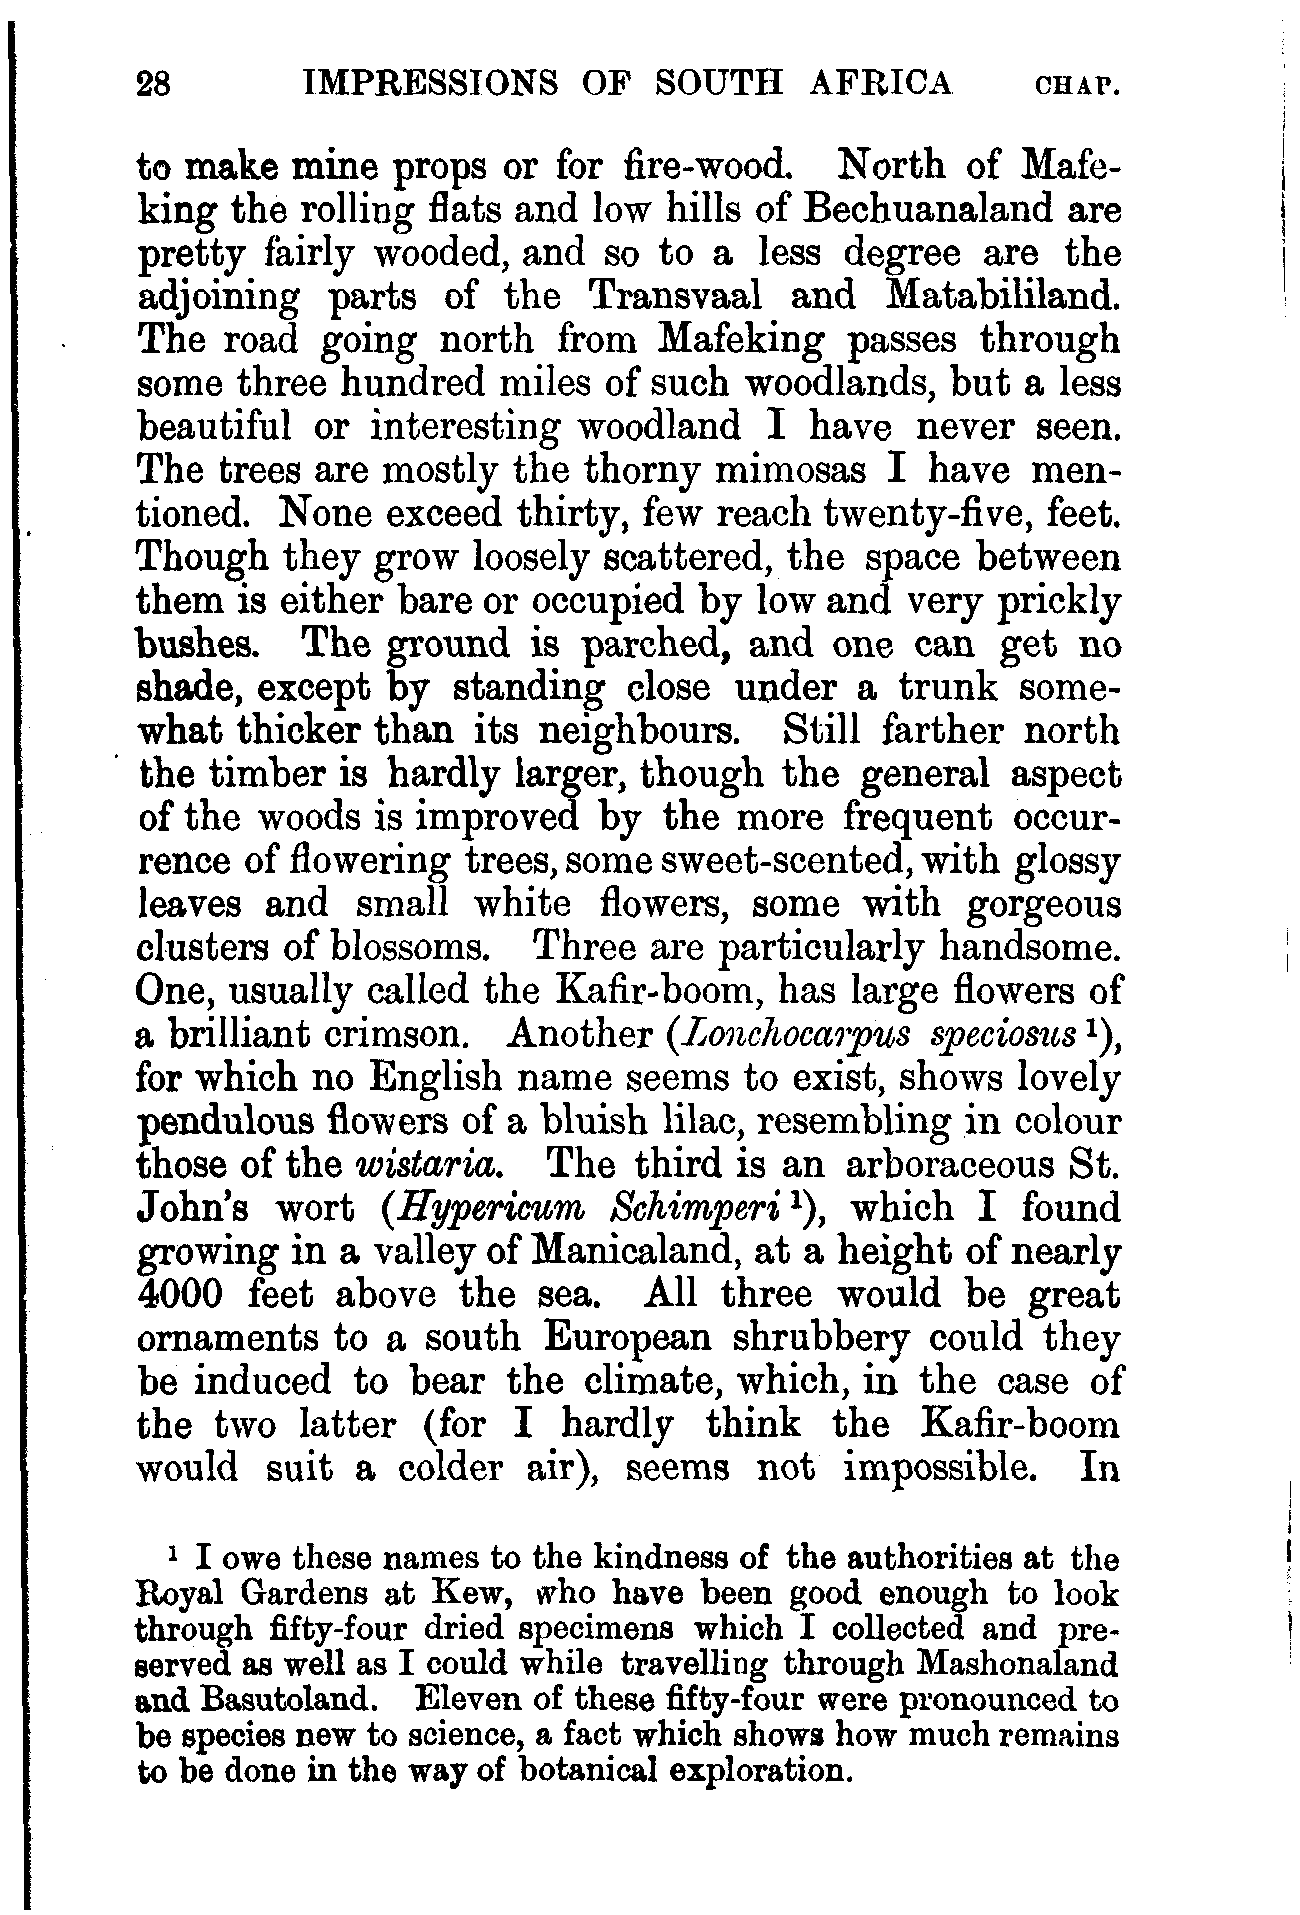 28 IMPRESSIONS OF SOUTH AFRICA CHAP.
to make mine props or for fire-wood. North of Mafe-
king the rolling flats and low hills of Bechuanaland are
pretty fairly wooded, and so to a less degree are the
adjoining parts of the Transvaal and Matabililand.
The road going north from Mafeking passes through
some three hundred miles of such woodlands, but a less
beautiful or interesting woodland I have never seen.
The trees are mostly the thorny mimosas I have men-
tioned. None exceed thirty, few reach twenty-five, feet.
Though they grow loosely scattered, the space between
them is either bare or occupied by low and very prickly
bushes. The ground is parched, and one can get no
shade, except by standing close under a trunk some-
what thicker than its neighbours. Still farther north
the timber is hardly larger, though the general aspect
of the woods is improved by the more frequent occur-
rence of flowering trees, some sweet-scented, with glossy
leaves and small white flowers, some with gorgeous
clusters of blossoms. Three are particularly handsome.
One, usually called the Kafir-boom, has large flowers of
a brilliant crimson. Another (Lonchocarpus speciosus ¹),
for which no English name seems to exist, shows lovely
pendulous flowers of a bluish lilac, resembling in colour
those of the wistaria. The third is an arboraceous St.
John's wort (Hypericum Schimperi ¹), which I found
growing in a valley of Manicaland, at a height of nearly
4000 feet above the sea. All three would be great
ornaments to a south European shrubbery could they
be induced to bear the climate, which, in the case of
the two latter (for I hardly think the Kafir-boom
would suit a colder air), seems not impossible. In
¹ I owe these names to the kindness of the authorities at the
Royal Gardens at Kew, who have been good enough to look
through fifty-four dried specimens which I collected and pre-
served as well as I could while travelling through Mashonaland
and Basutoland. Eleven of these fifty-four were pronounced to
be species new to science, a fact which shows how much remains
to be done in the way of botanical exploration.